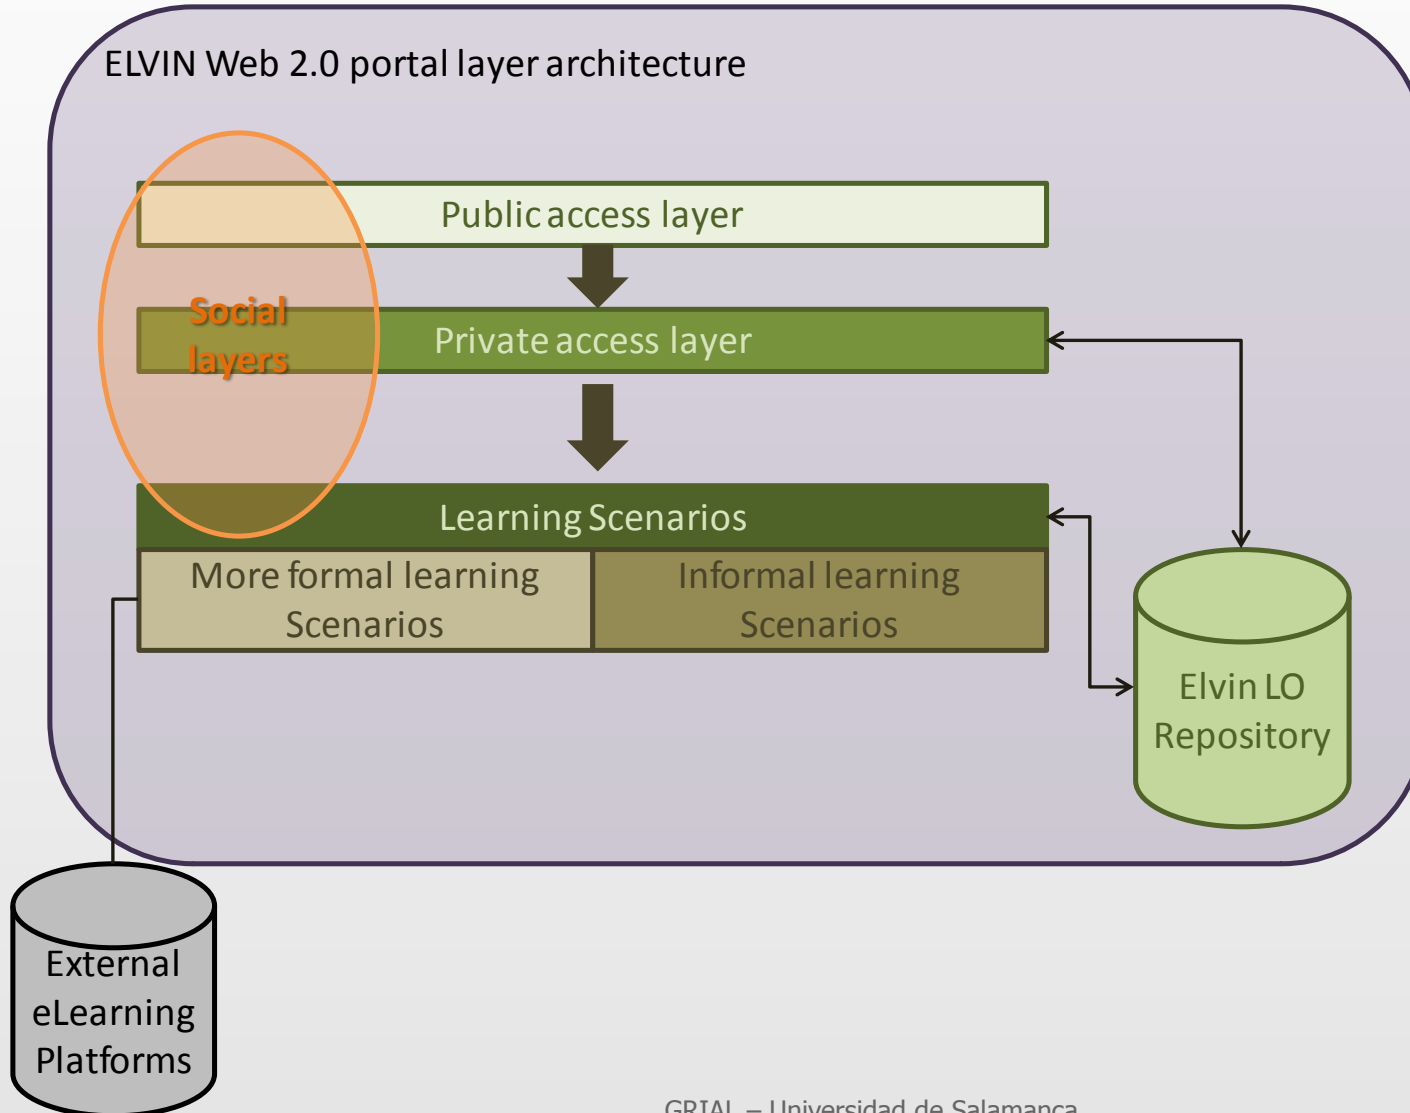 ELVIN Web 2.0 portal layer architecture
Public access layer
Social
layers
Private access layer
Learning Scenarios
More formal learning
Scenarios
Informal learning
Scenarios
Elvin LO
Repository
External
eLearning
Platforms
GRIAL – Universidad de Salamanca